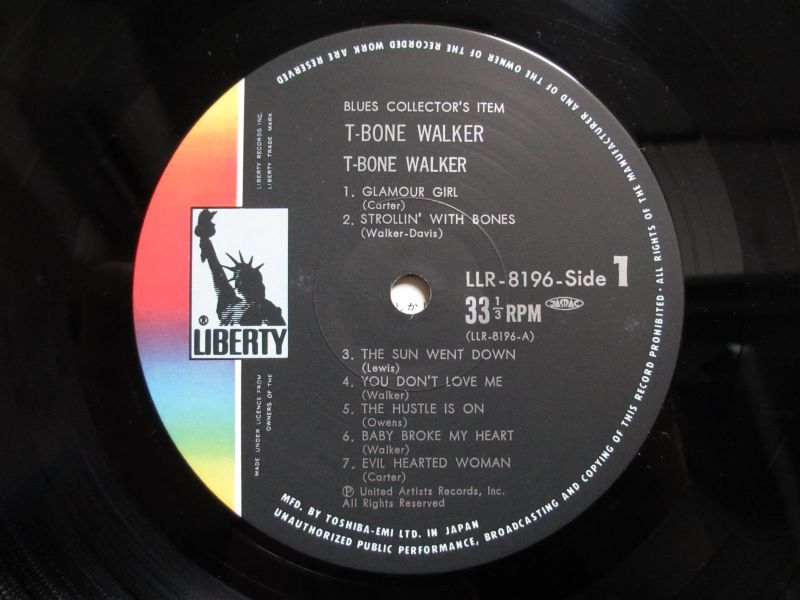 BLUES COLLECTOR'S ITEM
T-BONE WALKER
T-BONE WALKER
1. GLAMOUR GIRL
(Carter)
2. STROLLIN' WITH BONES
(Walker-Davis)
LLR-8196-Side 1
33 1/3 RPM
JASRAC
(LLR-8196-A)
3. THE SUN WENT DOWN
(Lewis)
4. YOU DON'T LOVE ME
(Walker)
5. THE HUSTLE IS ON
(Owens)
6. BABY BROKE MY HEART
(Walker)
7. EVIL HEARTED WOMAN
(Carter)
Ⓟ United Artists Records, Inc.
All Rights Reserved
® LIBERTY
LIBERTY RECORDS INC.
LIBERTY TRADE MARK
MADE UNDER LICENCE FROM
OWNERS OF THE
MFD. BY TOSHIBA-EMI LTD. IN JAPAN
ALL RIGHTS OF THE MANUFACTURER AND OF THE OWNER OF THE RECORDED WORK ARE RESERVED
UNAUTHORIZED PUBLIC PERFORMANCE, BROADCASTING AND COPYING OF THIS RECORD PROHIBITED ·